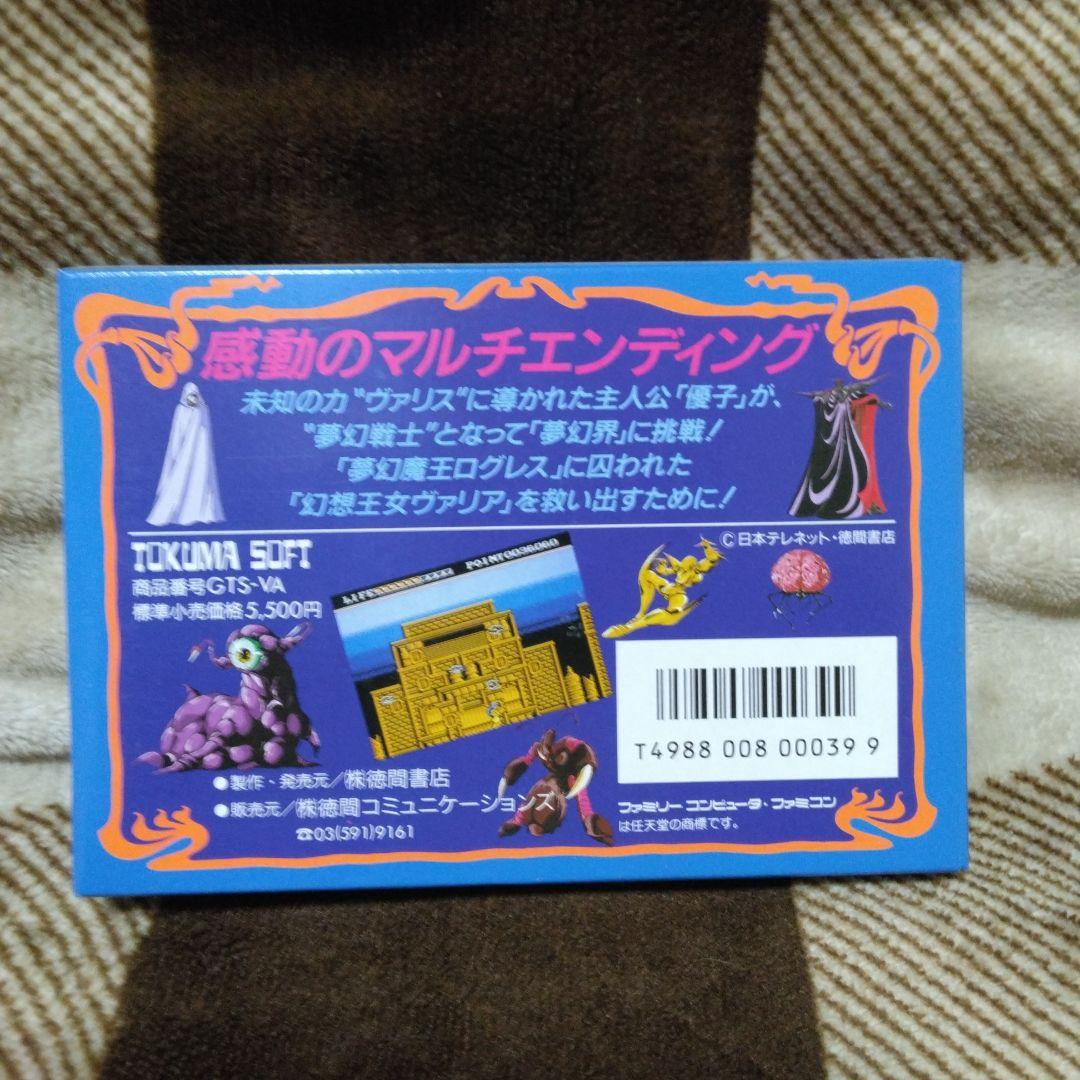 感動のマルチエンディング
未知の力"ヴァリス"に導かれた主人公「優子」が、
"夢幻戦士"となって「夢幻界」に挑戦!
「夢幻魔王ログレス」に囚われた
「幻想王女ヴァリア」を救い出すために!
TOKUMA SOFT
商品番号GTS-VA
標準小売価格5,500円
©日本テレネット・徳間書店
LIFE
POINT0036060
T4988 008 00039 9
●製作・発売元/㈱徳間書店
●販売元/㈱徳間コミュニケーションズ
☎03(591)9161
ファミリー コンピュータ・ファミコン
は任天堂の商標です。